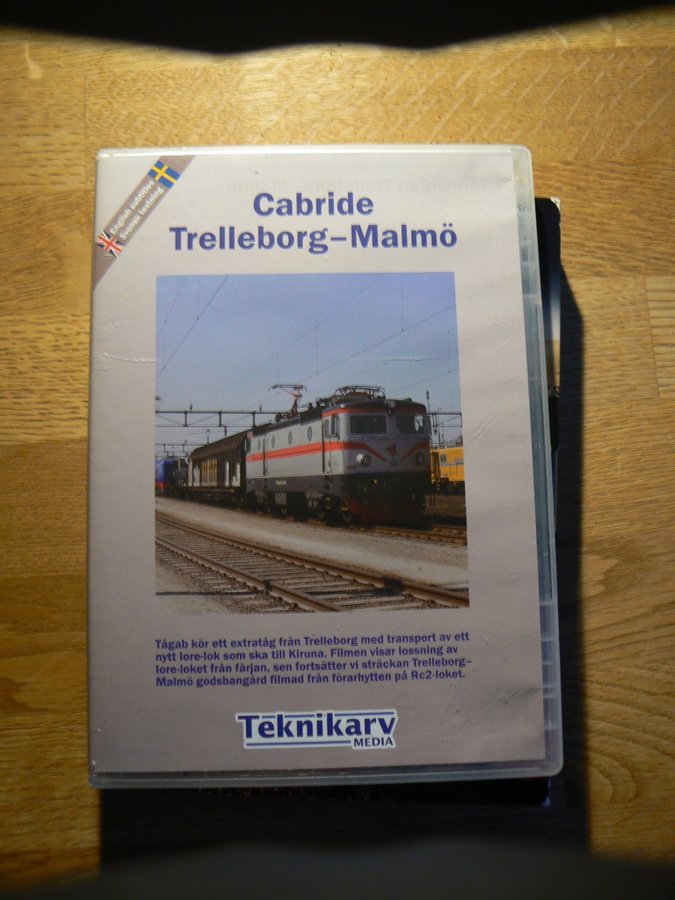 English subtitles
Svensk textning
Cabride
Trelleborg–Malmö
Tågab kör ett extratåg från Trelleborg med transport av ett
nytt Iore-lok som ska till Kiruna. Filmen visar lossning av
Iore-loket från färjan, sen fortsätter vi sträckan Trelleborg–
Malmö godsbangård filmad från förarhytten på Rc2-loket.
Teknikarv
MEDIA